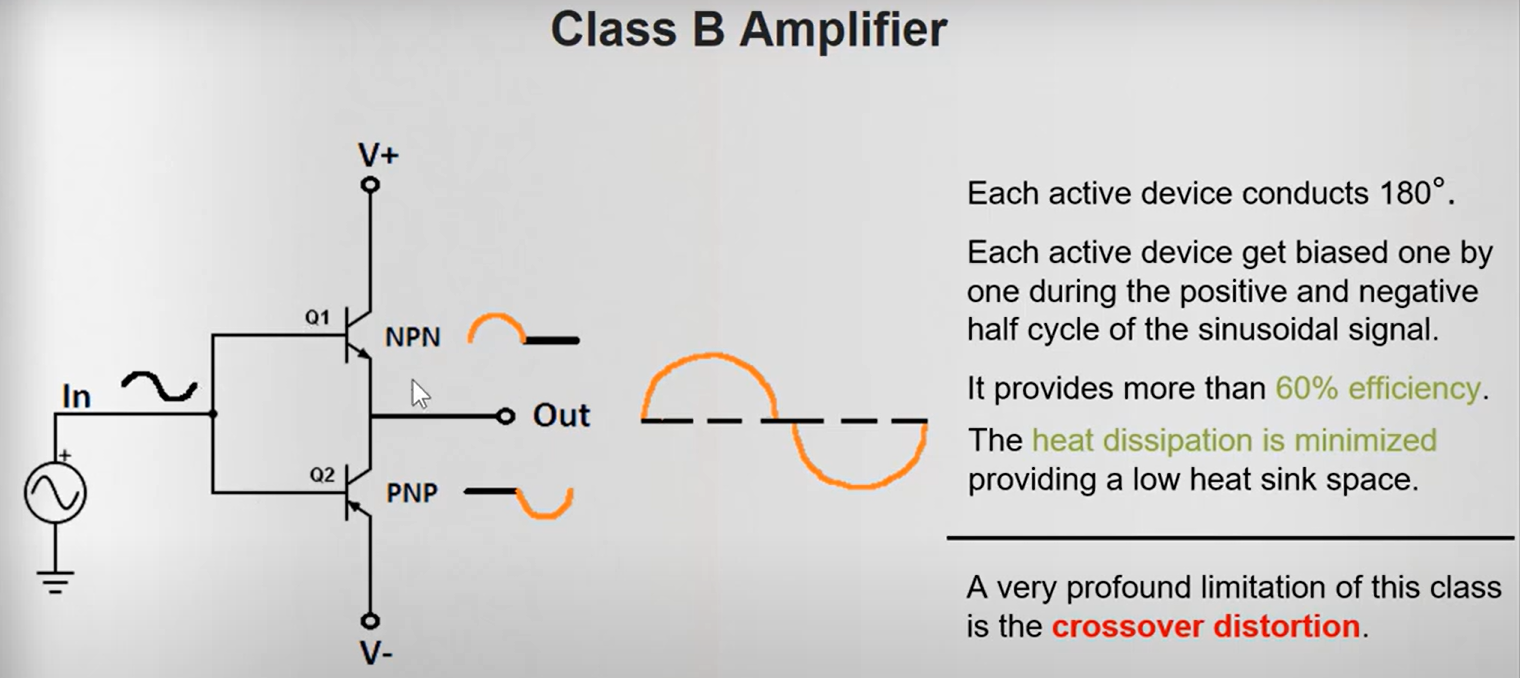 Class B Amplifier
V+
Q1
NPN
In
Out
+
Q2
PNP
V-
Each active device conducts 180°.
Each active device get biased one by
one during the positive and negative
half cycle of the sinusoidal signal.
It provides more than 60% efficiency.
The heat dissipation is minimized
providing a low heat sink space.
A very profound limitation of this class
is the crossover distortion.